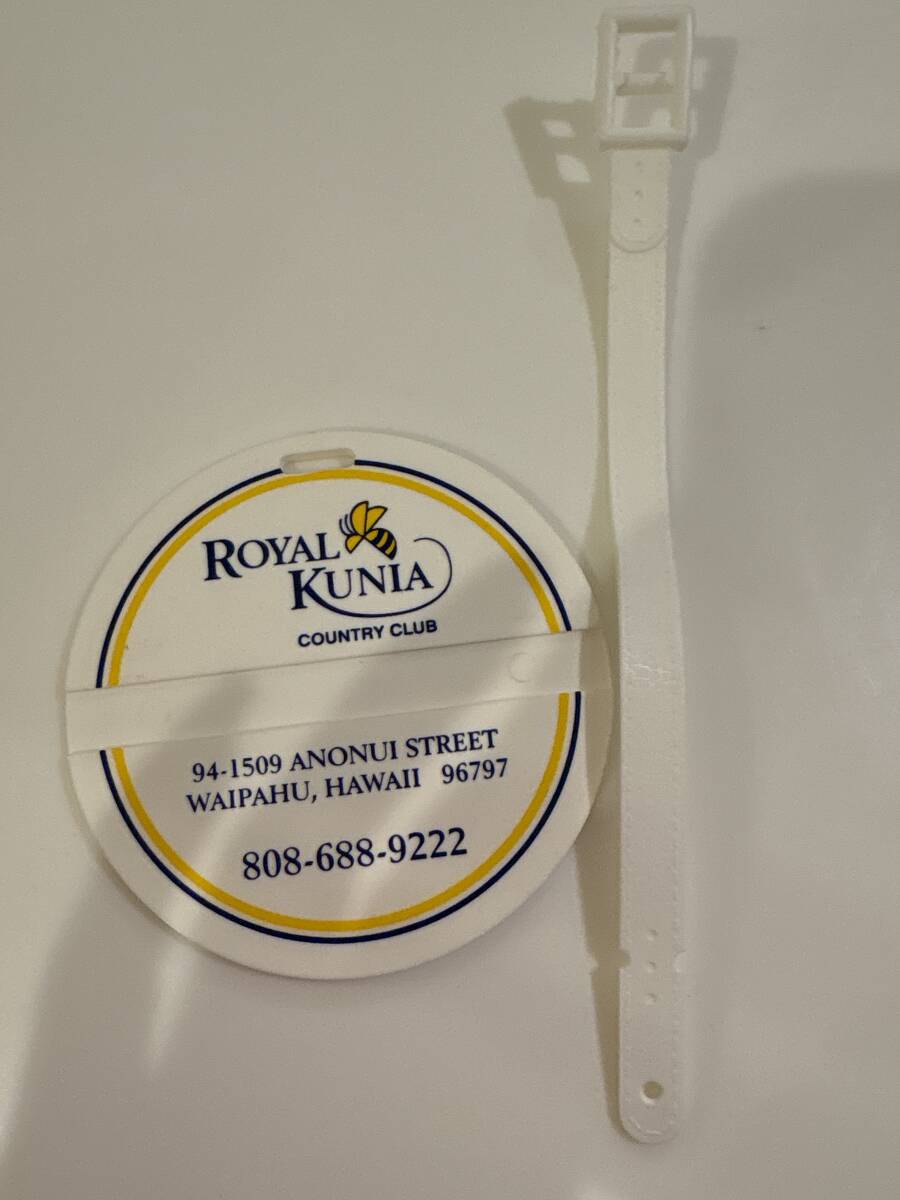 ROYAL
KUNIA
COUNTRY CLUB
94-1509 ANONUI STREET
WAIPAHU, HAWAII 96797
808-688-9222